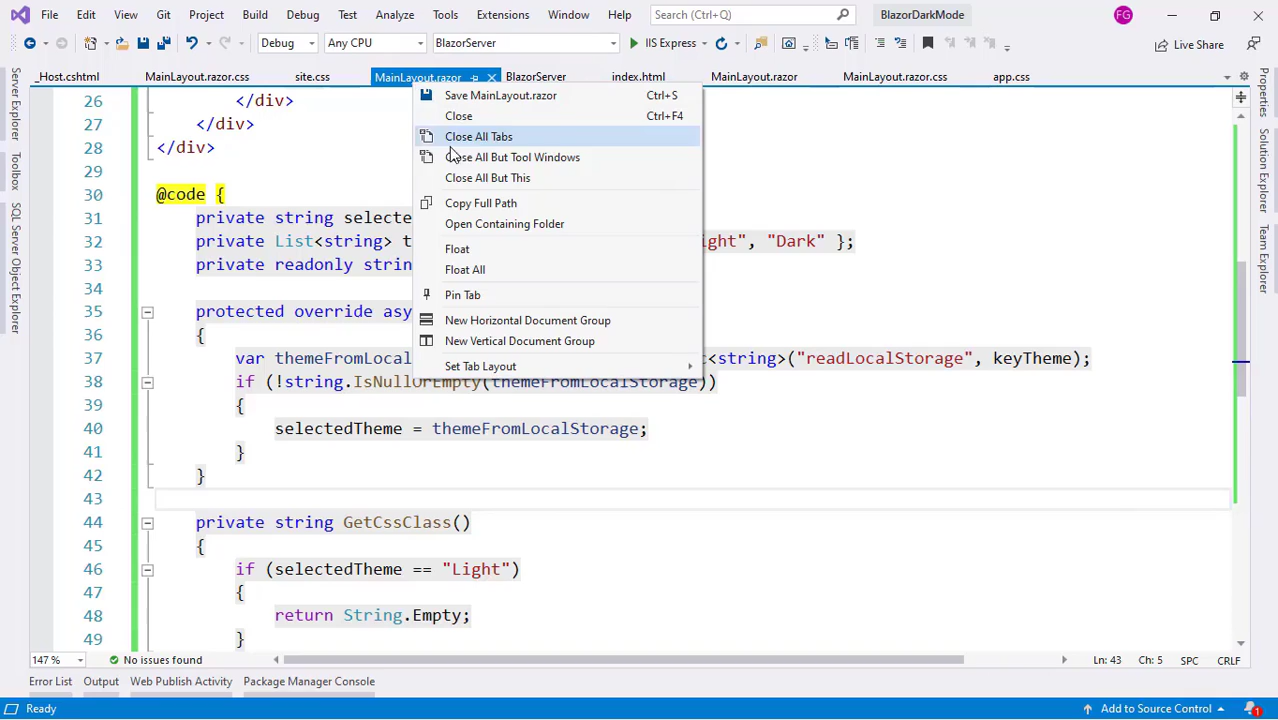 File Edit View Git Project Build Debug Test Analyze Tools Extensions Window Help Search (Ctrl+Q) BlazorDarkMode FG
Debug Any CPU BlazorServer IIS Express Live Share
_Host.cshtml MainLayout.razor.css site.css MainLayout.razor BlazorServer index.html MainLayout.razor MainLayout.razor.css app.css
Server Explorer
Toolbox
SQL Server Object Explorer
Save MainLayout.razor Ctrl+S
Close Ctrl+F4
Close All Tabs
Close All But Tool Windows
Close All But This
Copy Full Path
Open Containing Folder
Float
Float All
Pin Tab
New Horizontal Document Group
New Vertical Document Group
Set Tab Layout
26 </div>
27 </div>
28 </div>
29
30 @code {
31 private string selecte
32 private List<string> t ght", "Dark" };
33 private readonly strin
34
35 protected override asy
36 {
37 var themeFromLocal c<string>("readLocalStorage", keyTheme);
38 if (!string.IsNullOrEmpty(themeFromLocalStorage))
39 {
40 selectedTheme = themeFromLocalStorage;
41 }
42 }
43
44 private string GetCssClass()
45 {
46 if (selectedTheme == "Light")
47 {
48 return String.Empty;
49 }
Properties
Solution Explorer
Team Explorer
147 % No issues found Ln: 43 Ch: 5 SPC CRLF
Error List Output Web Publish Activity Package Manager Console
Ready Add to Source Control 1